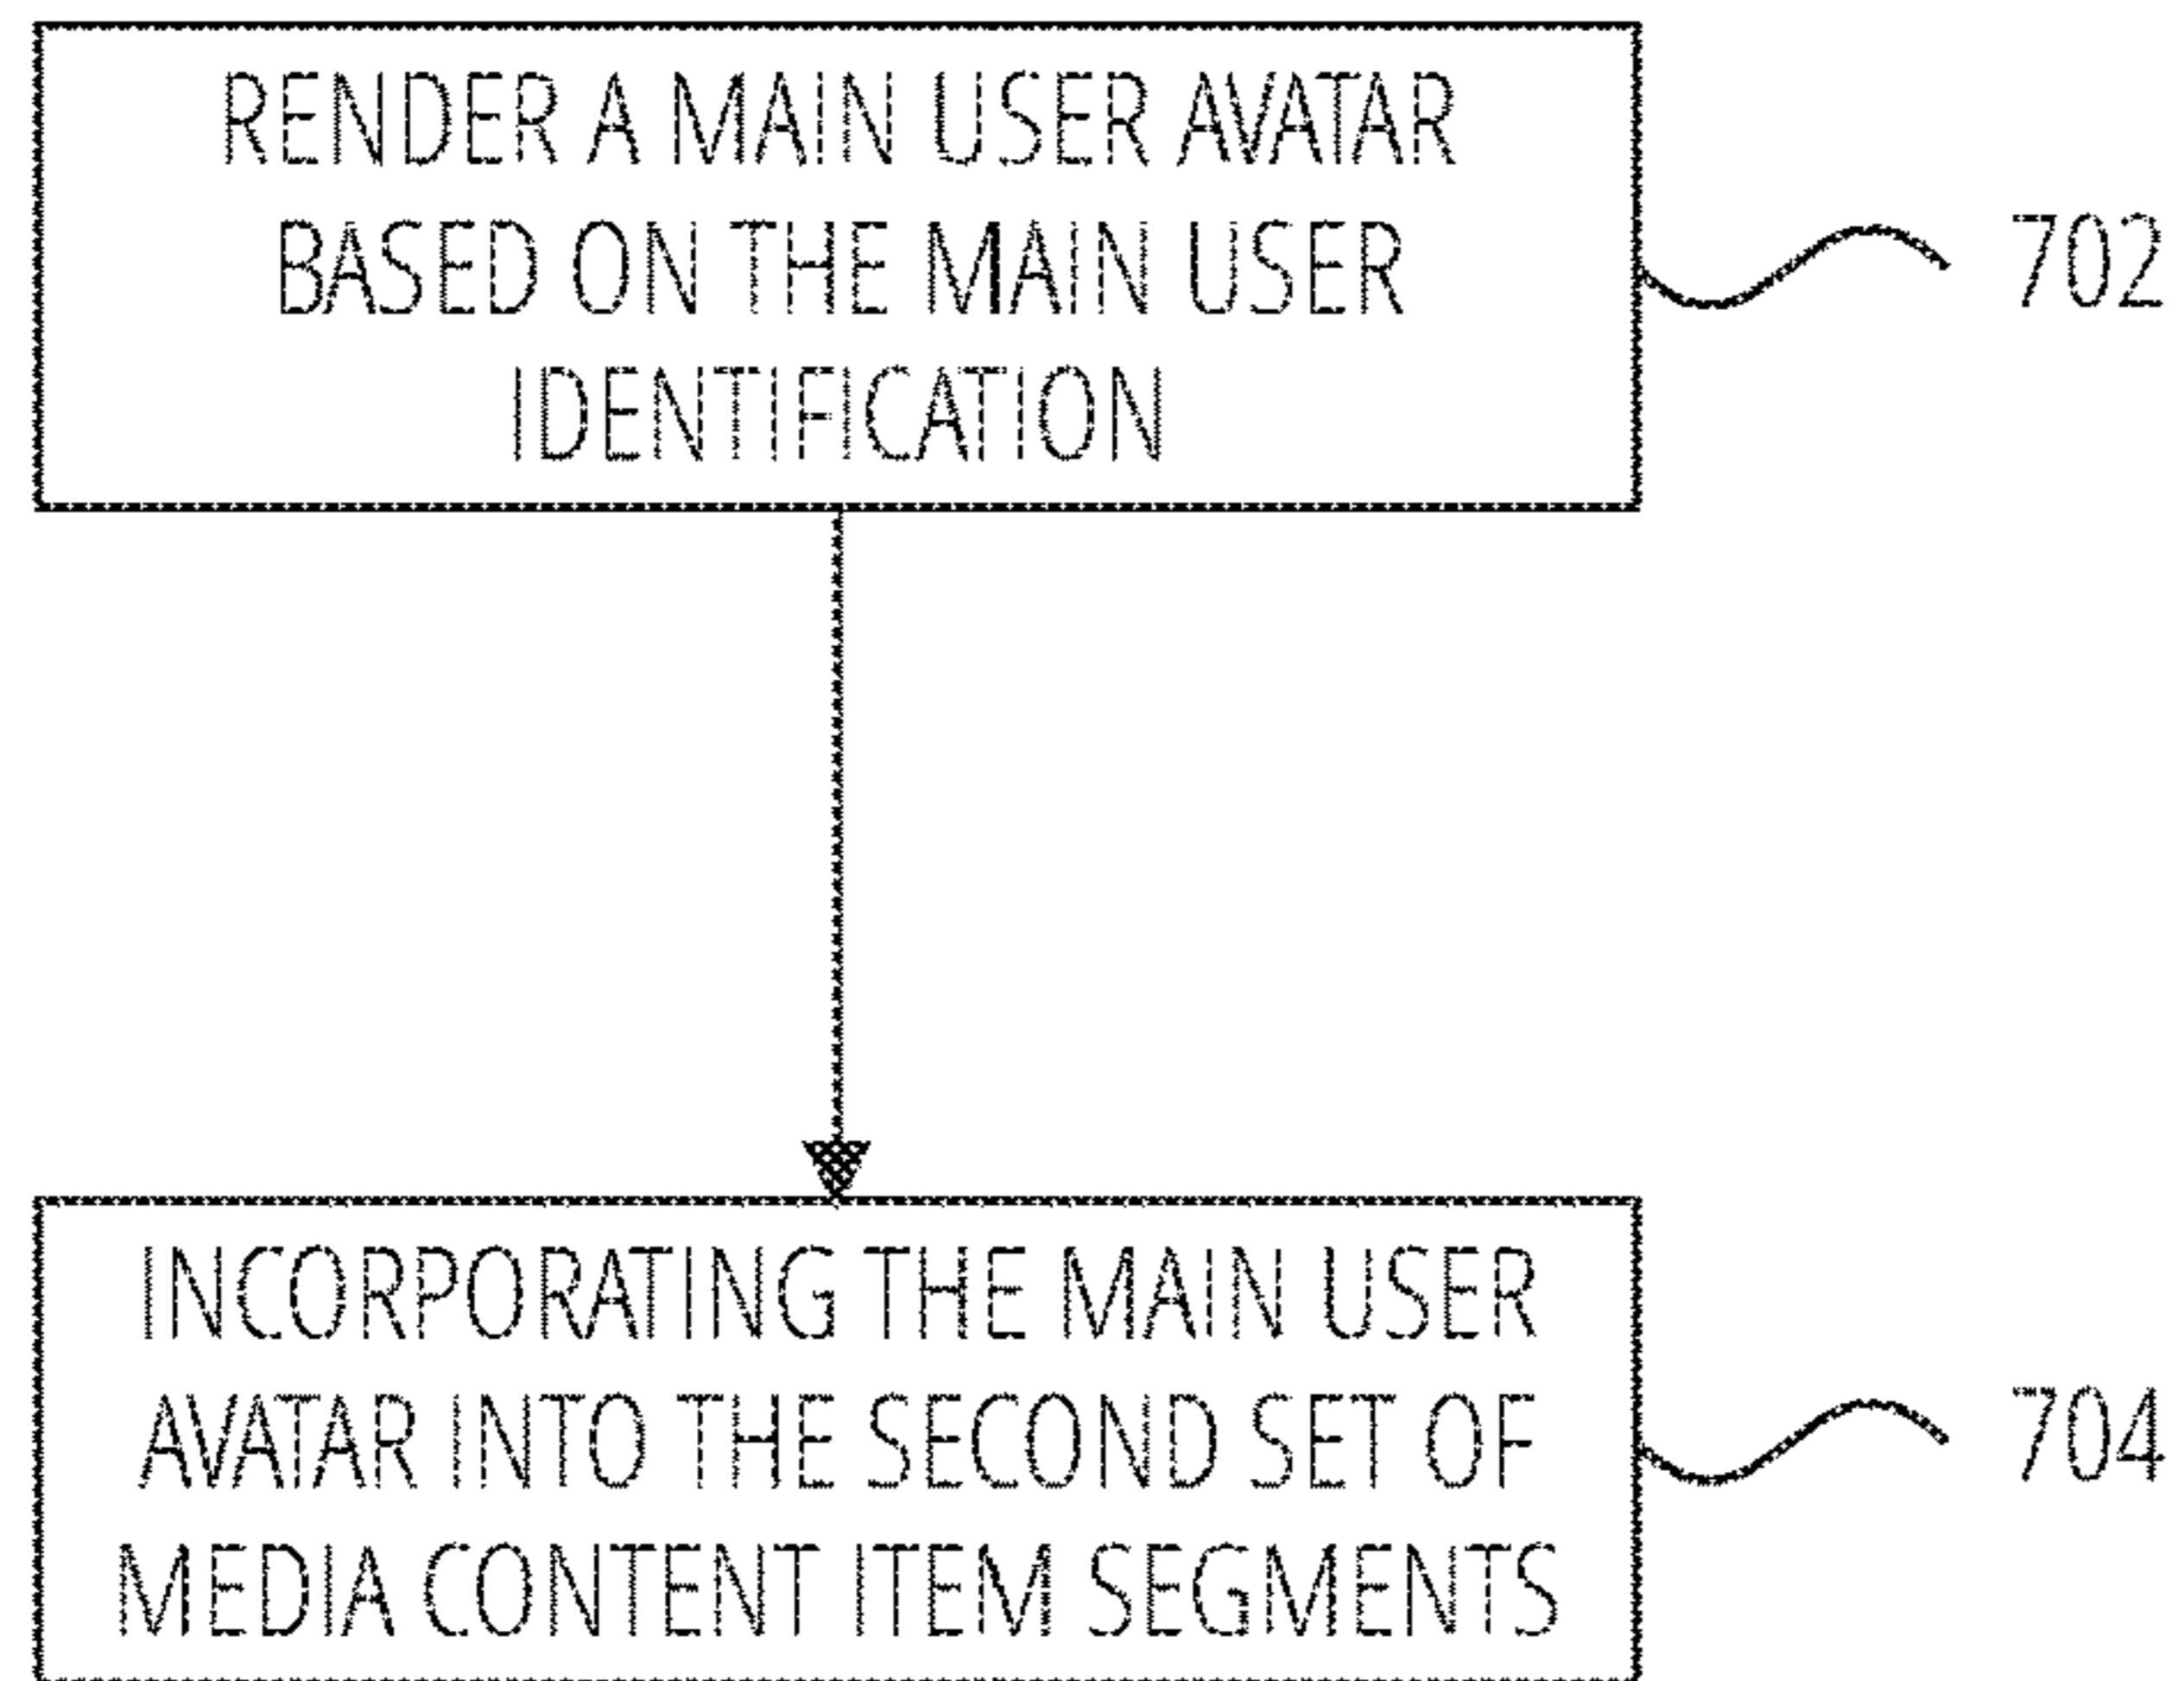 RENDER A MAIN USER AVATAR
BASED ON THE MAIN USER
IDENTIFICATION
702
INCORPORATING THE MAIN USER
AVATAR INTO THE SECOND SET OF
MEDIA CONTENT ITEM SEGMENTS
704